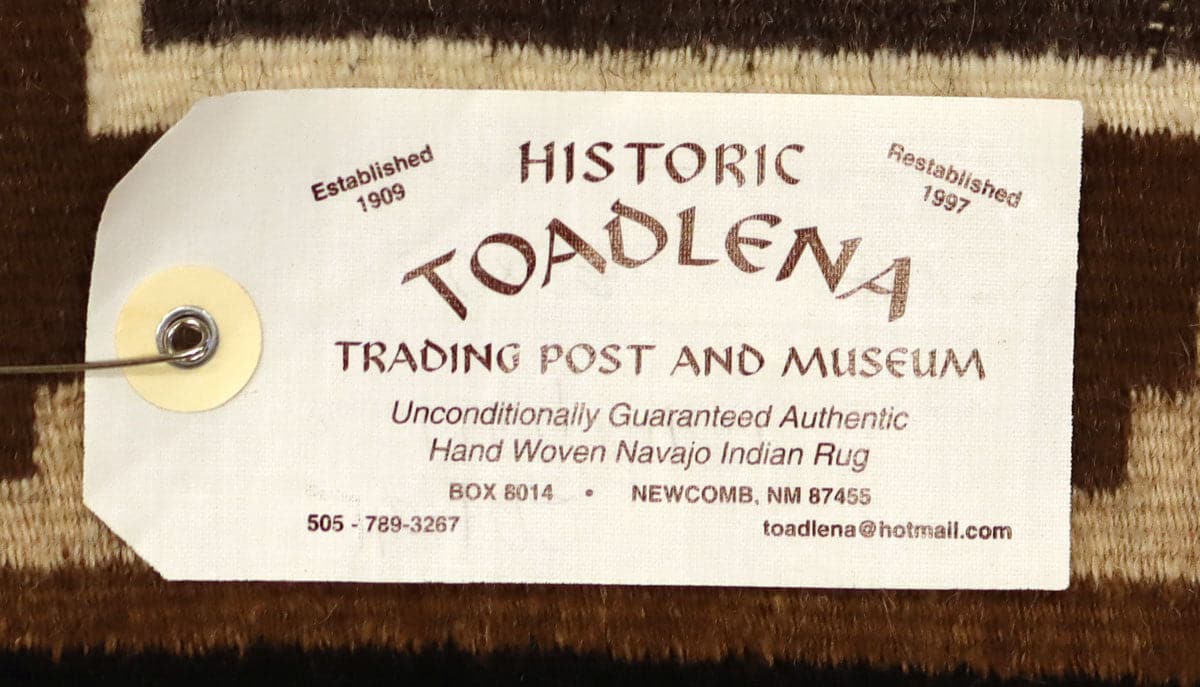 Established
1909
HISTORIC
Restablished
1997
TOADLENA
TRADING POST AND MUSEUM
Unconditionally Guaranteed Authentic
Hand Woven Navajo Indian Rug
BOX 8014 • NEWCOMB, NM 87455
505 - 789-3267 toadlena@hotmail.com